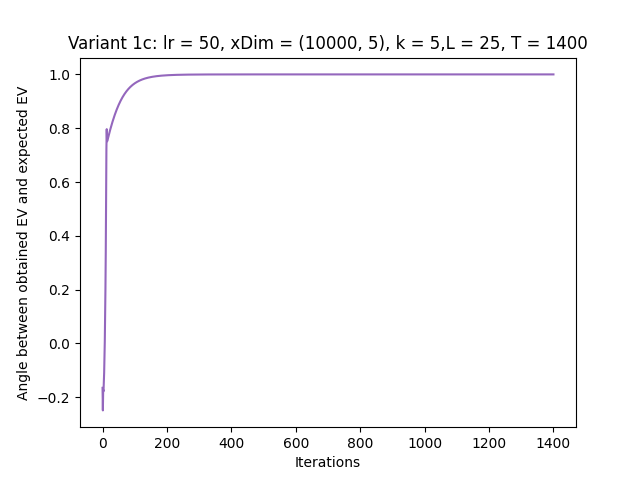 Variant 1c: lr = 50, xDim = (10000, 5), k = 5,L = 25, T = 1400
Angle between obtained EV and expected EV
1.0
0.8
0.6
0.4
0.2
0.0
−0.2
0 200 400 600 800 1000 1200 1400
Iterations